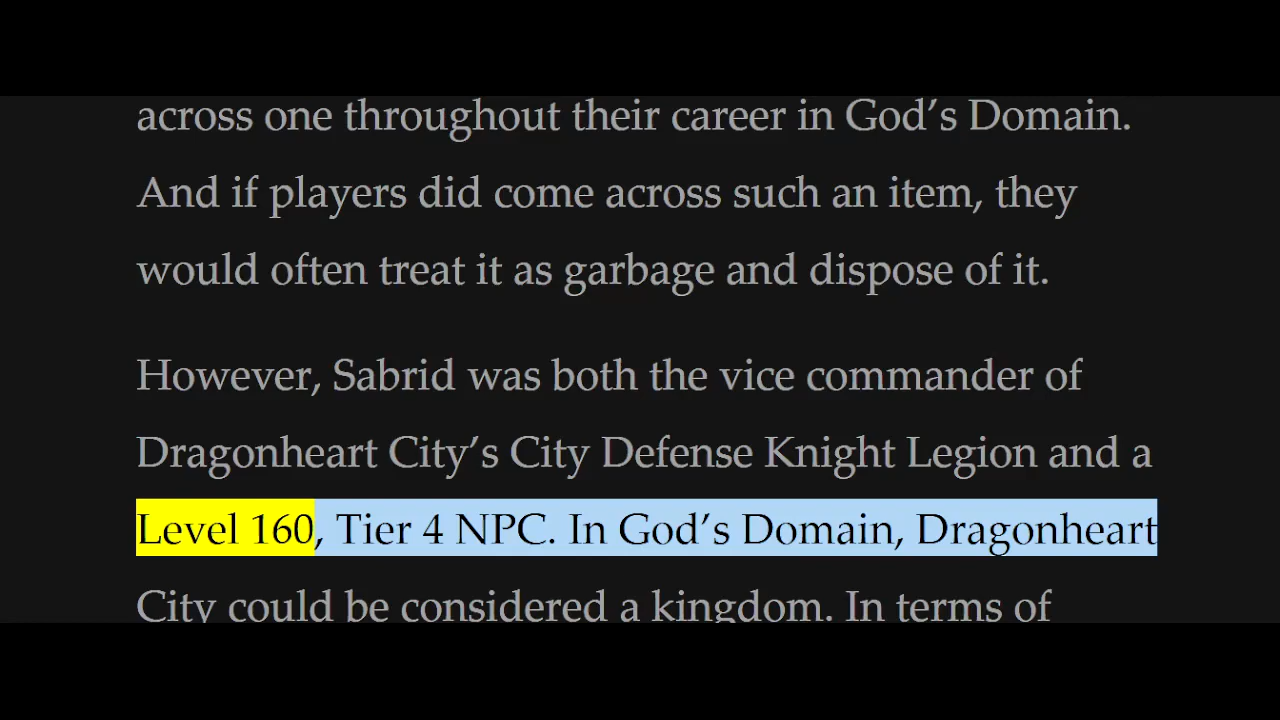 across one throughout their career in God’s Domain.
And if players did come across such an item, they
would often treat it as garbage and dispose of it.
However, Sabrid was both the vice commander of
Dragonheart City’s City Defense Knight Legion and a
Level 160, Tier 4 NPC. In God’s Domain, Dragonheart
City could be considered a kingdom. In terms of